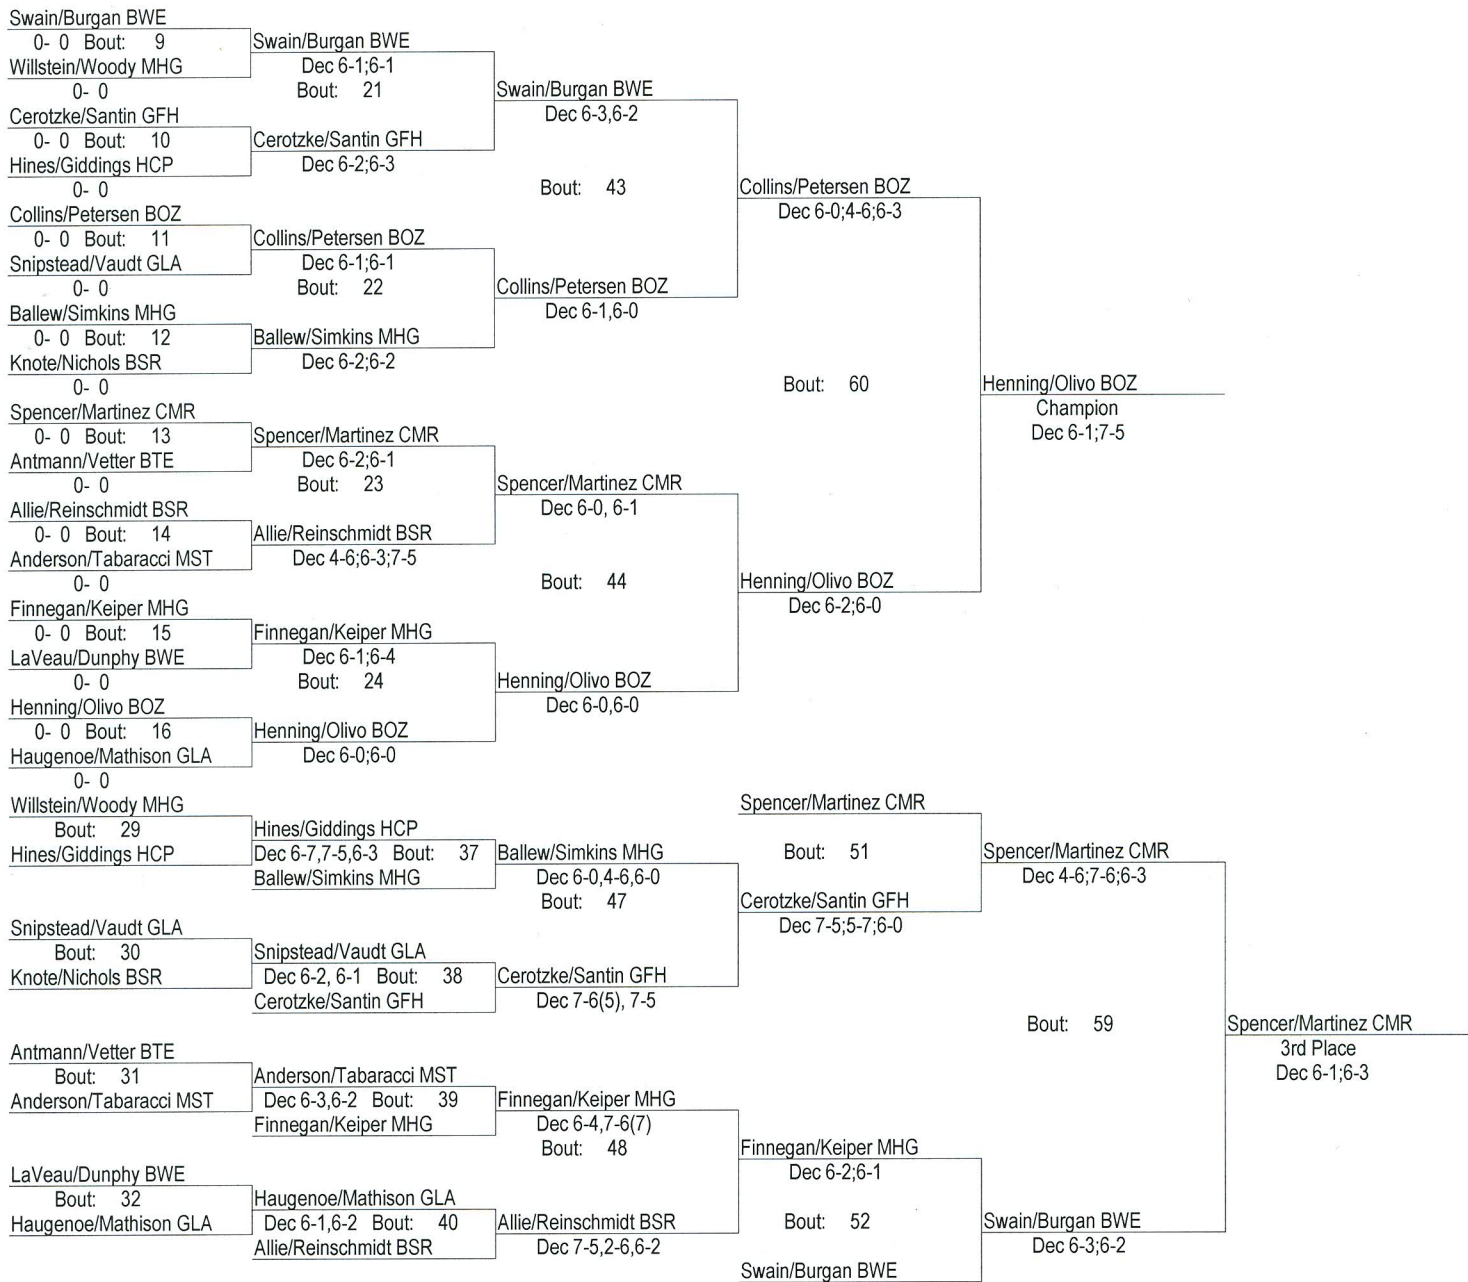 Swain/Burgan BWE
0- 0 Bout: 9
Willstein/Woody MHG
0- 0
Cerotzke/Santin GFH
0- 0 Bout: 10
Hines/Giddings HCP
0- 0
Collins/Petersen BOZ
0- 0 Bout: 11
Snipstead/Vaudt GLA
0- 0
Ballew/Simkins MHG
0- 0 Bout: 12
Knote/Nichols BSR
0- 0
Spencer/Martinez CMR
0- 0 Bout: 13
Antmann/Vetter BTE
0- 0
Allie/Reinschmidt BSR
0- 0 Bout: 14
Anderson/Tabaracci MST
0- 0
Finnegan/Keiper MHG
0- 0 Bout: 15
LaVeau/Dunphy BWE
0- 0
Henning/Olivo BOZ
0- 0 Bout: 16
Haugenoe/Mathison GLA
0- 0
Swain/Burgan BWE
Dec 6-1;6-1
Bout: 21
Cerotzke/Santin GFH
Dec 6-2;6-3
Collins/Petersen BOZ
Dec 6-1;6-1
Bout: 22
Ballew/Simkins MHG
Dec 6-2;6-2
Spencer/Martinez CMR
Dec 6-2;6-1
Bout: 23
Allie/Reinschmidt BSR
Dec 4-6;6-3;7-5
Finnegan/Keiper MHG
Dec 6-1;6-4
Bout: 24
Henning/Olivo BOZ
Dec 6-0;6-0
Swain/Burgan BWE
Dec 6-3,6-2
Bout: 43
Collins/Petersen BOZ
Dec 6-1,6-0
Spencer/Martinez CMR
Dec 6-0, 6-1
Bout: 44
Henning/Olivo BOZ
Dec 6-0,6-0
Collins/Petersen BOZ
Dec 6-0;4-6;6-3
Bout: 60
Henning/Olivo BOZ
Dec 6-2;6-0
Henning/Olivo BOZ
Champion
Dec 6-1;7-5
Willstein/Woody MHG
Bout: 29
Hines/Giddings HCP
Snipstead/Vaudt GLA
Bout: 30
Knote/Nichols BSR
Antmann/Vetter BTE
Bout: 31
Anderson/Tabaracci MST
LaVeau/Dunphy BWE
Bout: 32
Haugenoe/Mathison GLA
Hines/Giddings HCP
Dec 6-7,7-5,6-3 Bout: 37
Ballew/Simkins MHG
Snipstead/Vaudt GLA
Dec 6-2, 6-1 Bout: 38
Cerotzke/Santin GFH
Anderson/Tabaracci MST
Dec 6-3,6-2 Bout: 39
Finnegan/Keiper MHG
Haugenoe/Mathison GLA
Dec 6-1,6-2 Bout: 40
Allie/Reinschmidt BSR
Ballew/Simkins MHG
Dec 6-0,4-6,6-0
Bout: 47
Cerotzke/Santin GFH
Dec 7-6(5), 7-5
Finnegan/Keiper MHG
Dec 6-4,7-6(7)
Bout: 48
Allie/Reinschmidt BSR
Dec 7-5,2-6,6-2
Spencer/Martinez CMR
Bout: 51
Cerotzke/Santin GFH
Dec 7-5;5-7;6-0
Finnegan/Keiper MHG
Dec 6-2;6-1
Bout: 52
Swain/Burgan BWE
Spencer/Martinez CMR
Dec 4-6;7-6;6-3
Bout: 59
Swain/Burgan BWE
Dec 6-3;6-2
Spencer/Martinez CMR
3rd Place
Dec 6-1;6-3